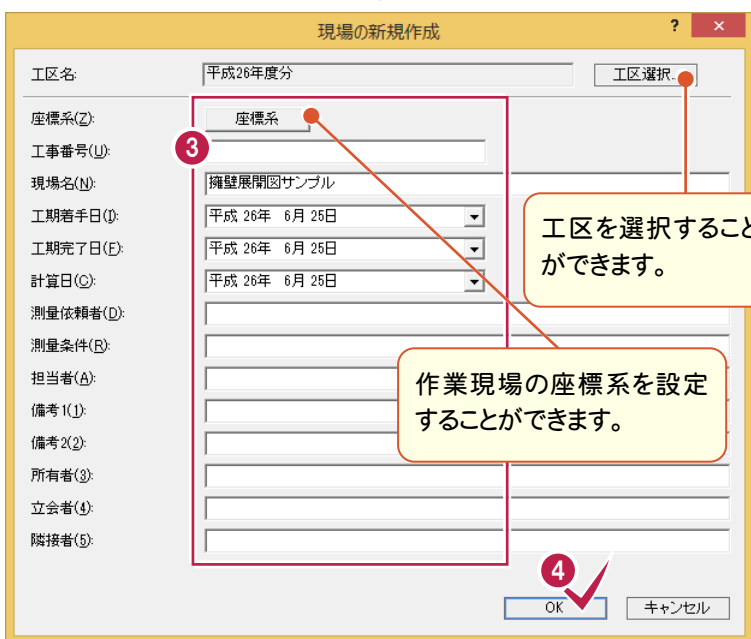 現場の新規作成
? ×
工区名: 平成26年度分 工区選択...
座標系(Z): 座標系
3
工事番号(U):
現場名(N): 擁壁展開図サンプル
工期着手日(I): 平成 26年 6月 25日
工期完了日(F): 平成 26年 6月 25日
計算日(C): 平成 26年 6月 25日
工区を選択すること
ができます。
測量依頼者(D):
測量条件(R):
担当者(A):
作業現場の座標系を設定
することができます。
備考1(1):
備考2(2):
所有者(3):
立会者(4):
隣接者(5):
4
OK キャンセル